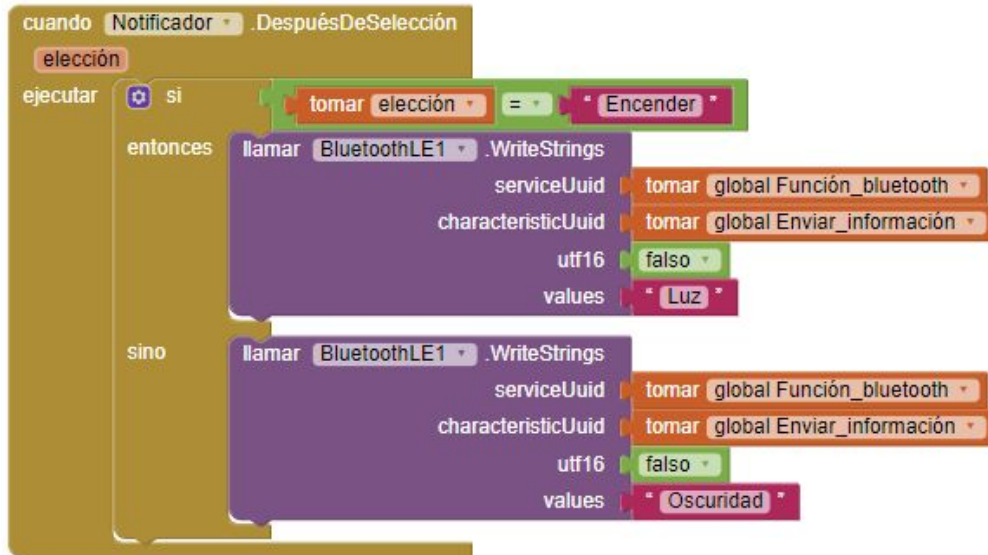 cuando Notificador .DespuésDeSelección
elección
ejecutar si tomar elección = " Encender "
entonces llamar BluetoothLE1 .WriteStrings
serviceUuid tomar global Función_bluetooth
characteristicUuid tomar global Enviar_información
utf16 falso
values " Luz "
sino llamar BluetoothLE1 .WriteStrings
serviceUuid tomar global Función_bluetooth
characteristicUuid tomar global Enviar_información
utf16 falso
values " Oscuridad "